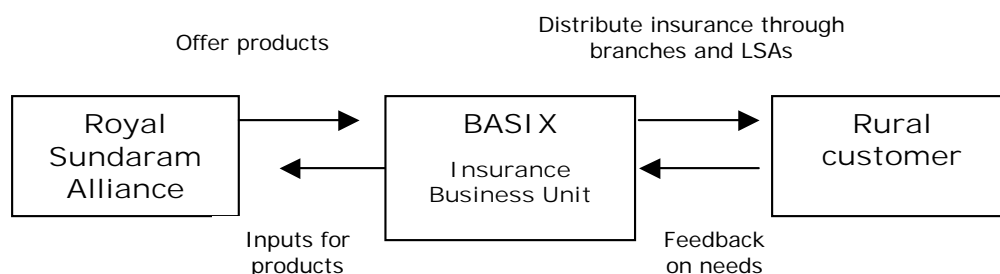 Offer products
Distribute insurance through
branches and LSAs
Royal
Sundaram
Alliance
BASIX
Insurance
Business Unit
Rural
customer
Inputs for
products
Feedback
on needs